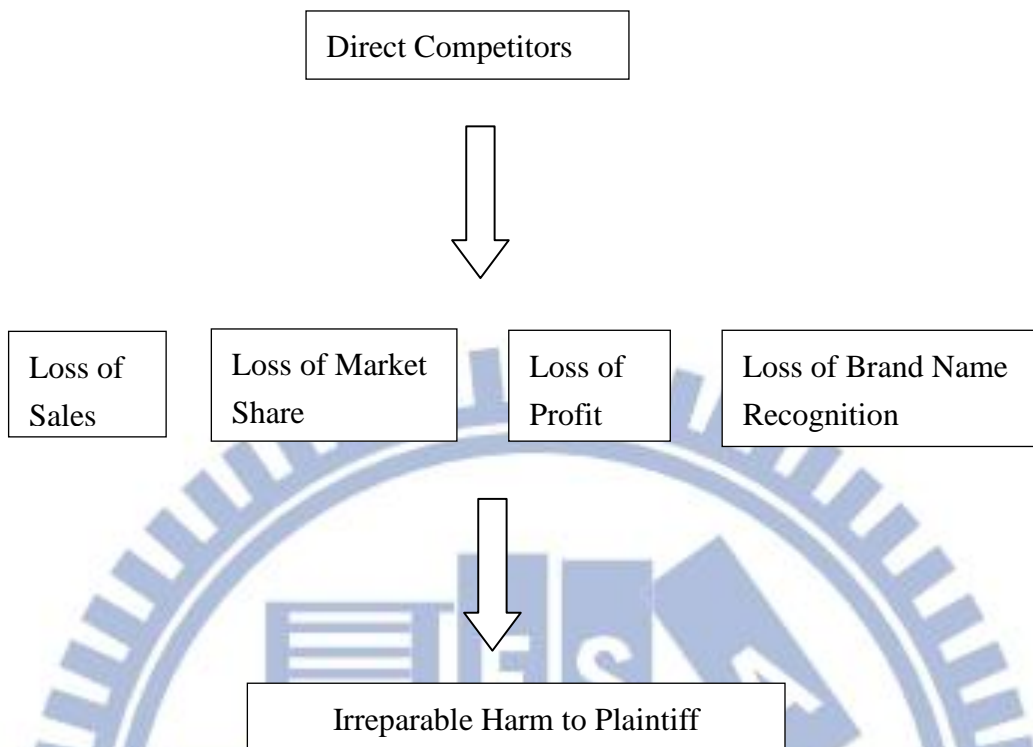 Direct Competitors
Loss of
Sales
Loss of Market
Share
Loss of
Profit
Loss of Brand Name
Recognition
E S A
Irreparable Harm to Plaintiff